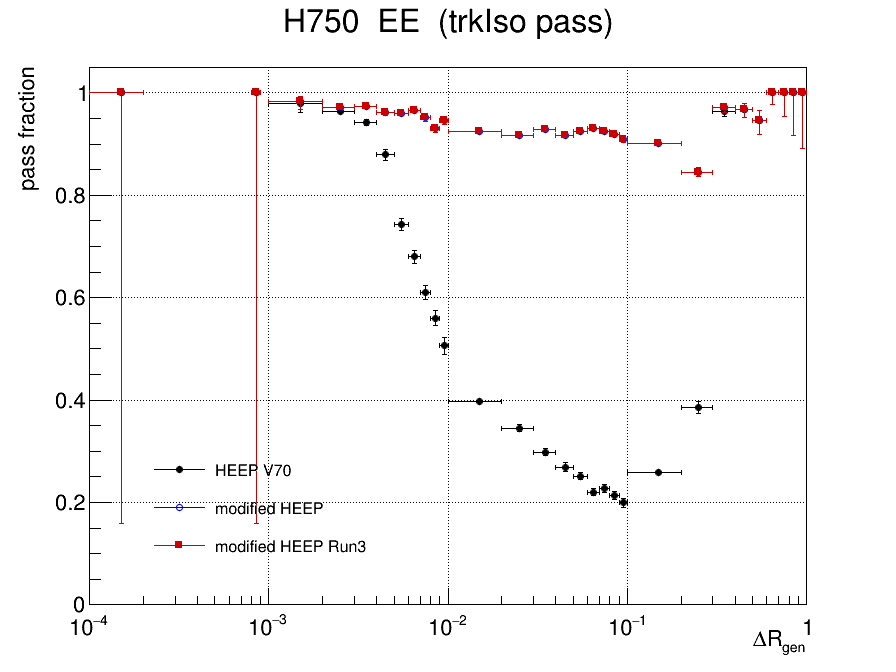 H750 EE (trkIso pass)
pass fraction
1
0.8
0.6
0.4
0.2
0
HEEP V70
modified HEEP
modified HEEP Run3
10⁻⁴ 10⁻³ 10⁻² 10⁻¹ 1
ΔR_gen